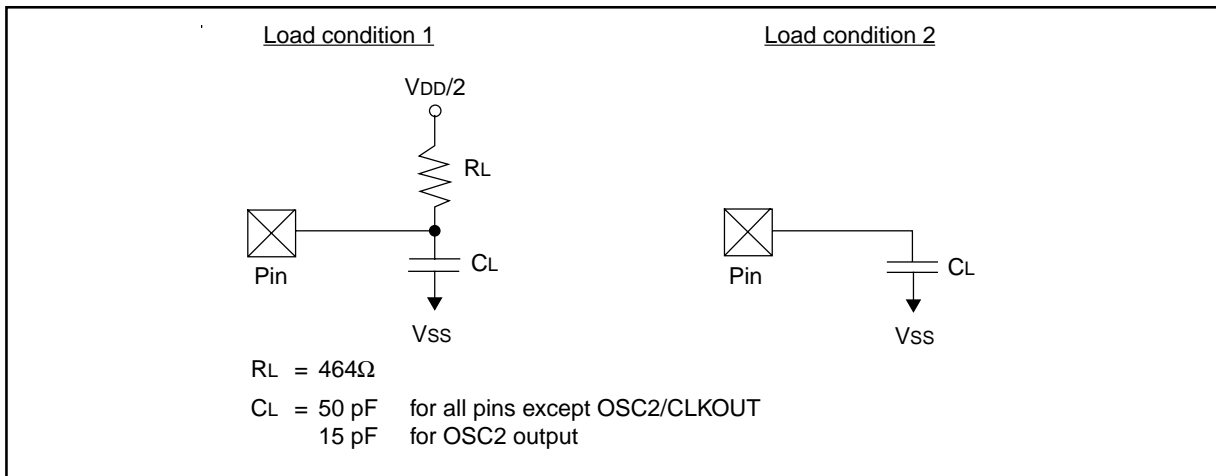 Load condition 1
Load condition 2
VDD/2
RL
Pin
CL
VSS
Pin
CL
VSS
RL = 464Ω
CL = 50 pF for all pins except OSC2/CLKOUT
15 pF for OSC2 output